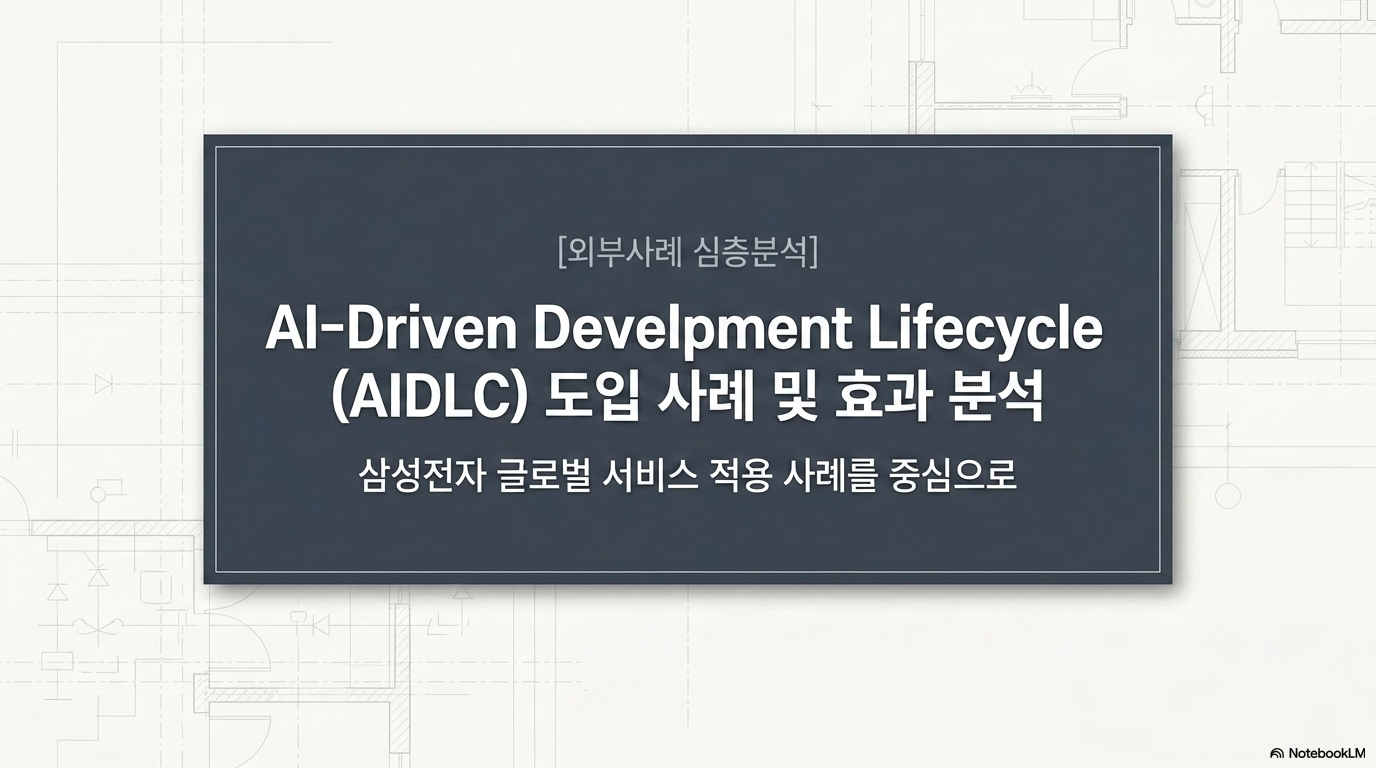 [외부사례 심층분석]
AI-Driven Develpment Lifecycle
(AIDLC) 도입 사례 및 효과 분석
삼성전자 글로벌 서비스 적용 사례를 중심으로
NotebookLM